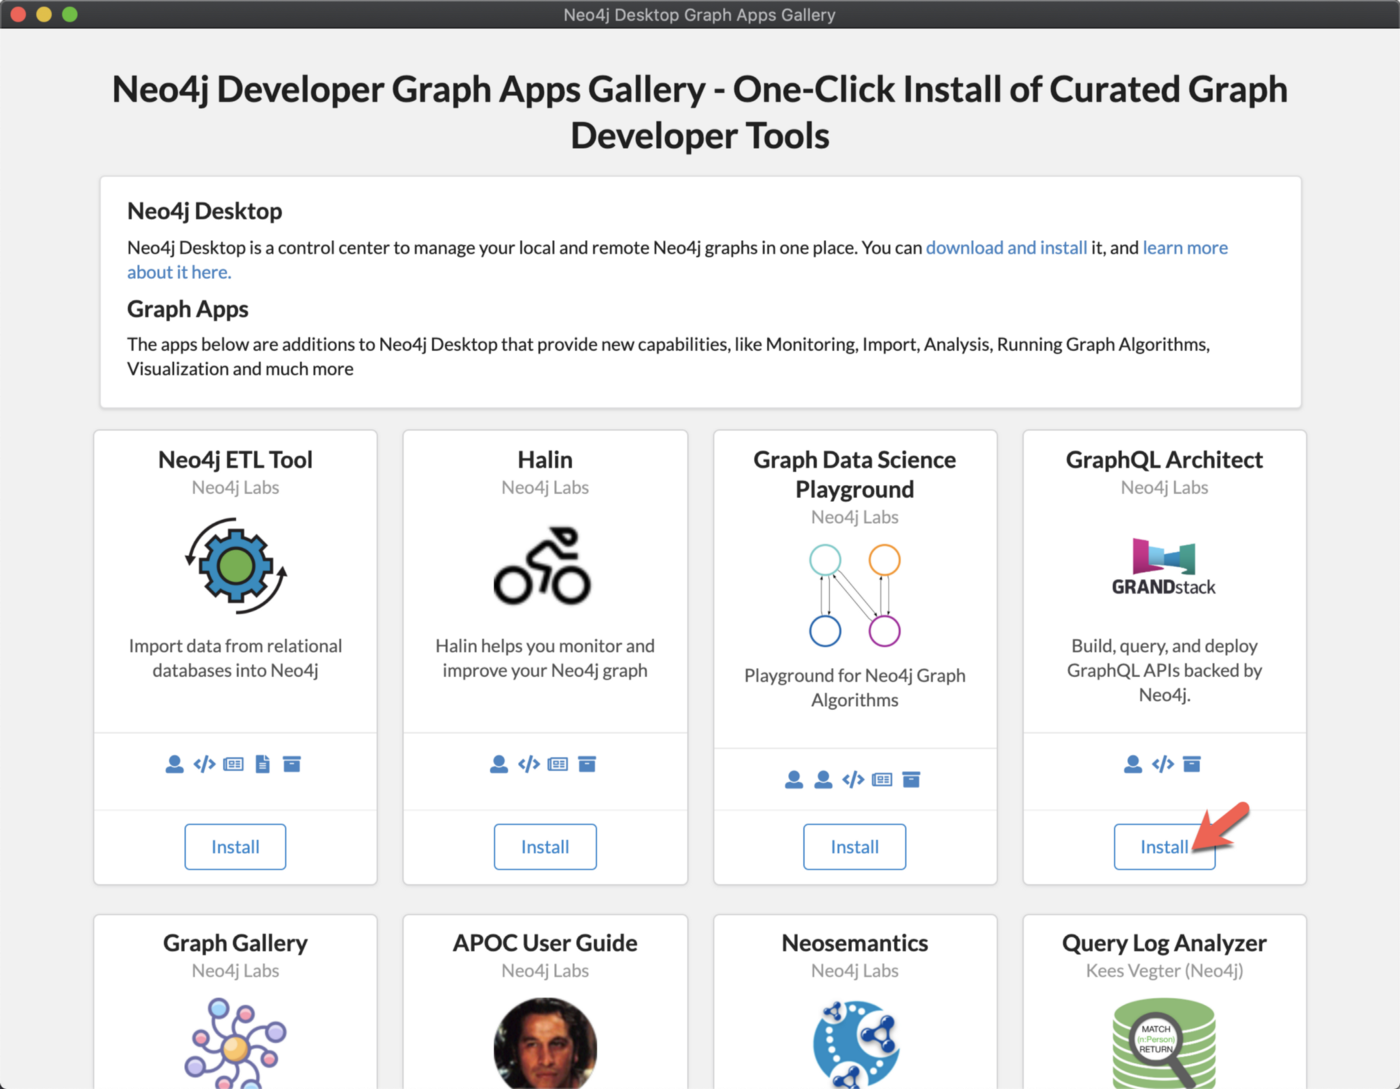 Neo4j Desktop Graph Apps Gallery
Neo4j Developer Graph Apps Gallery - One-Click Install of Curated Graph
Developer Tools
Neo4j Desktop
Neo4j Desktop is a control center to manage your local and remote Neo4j graphs in one place. You can download and install it, and learn more
about it here.
Graph Apps
The apps below are additions to Neo4j Desktop that provide new capabilities, like Monitoring, Import, Analysis, Running Graph Algorithms,
Visualization and much more
Neo4j ETL Tool
Neo4j Labs
Import data from relational
databases into Neo4j
Install
Halin
Neo4j Labs
Halin helps you monitor and
improve your Neo4j graph
Install
Graph Data Science
Playground
Neo4j Labs
Playground for Neo4j Graph
Algorithms
Install
GraphQL Architect
Neo4j Labs
GRANDstack
Build, query, and deploy
GraphQL APIs backed by
Neo4j.
Install
Graph Gallery
Neo4j Labs
APOC User Guide
Neo4j Labs
Neosemantics
Neo4j Labs
Query Log Analyzer
Kees Vegter (Neo4j)
MATCH
(n:Person)
RETURN